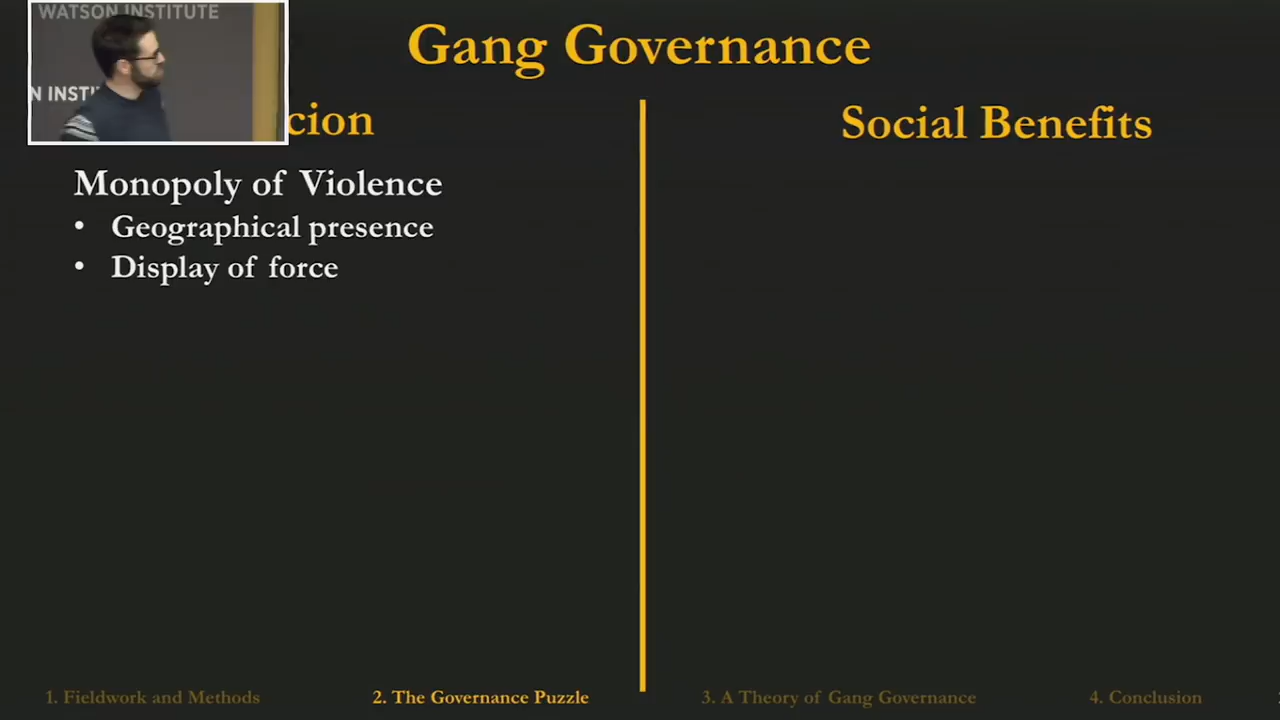 WATSON INSTITUTE
N INSTI
Gang Governance
cion
Social Benefits
Monopoly of Violence
• Geographical presence
• Display of force
1. Fieldwork and Methods
2. The Governance Puzzle
3. A Theory of Gang Governance
4. Conclusion